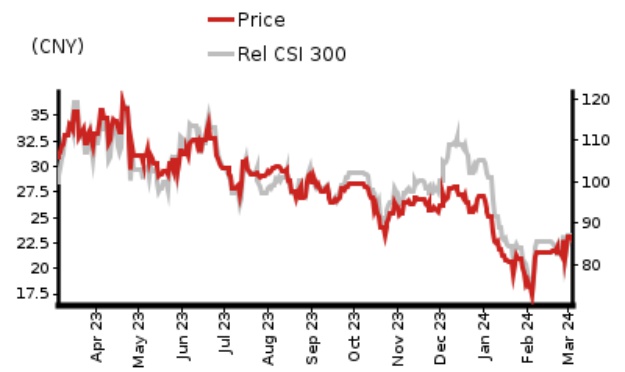 Price
(CNY)
Rel CSI 300
35
32.5
30
27.5
25
22.5
20
17.5
120
110
100
90
80
Apr 23
May 23
Jun 23
Jul 23
Aug 23
Sep 23
Oct 23
Nov 23
Dec 23
Jan 24
Feb 24
Mar 24